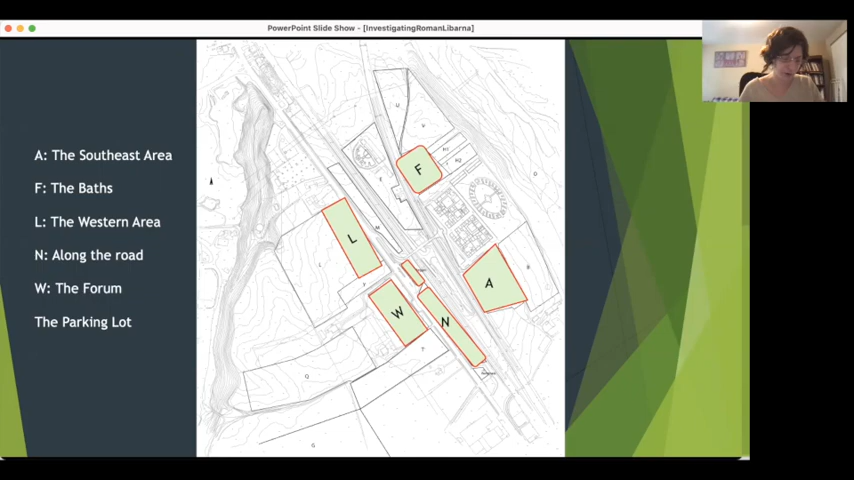 PowerPoint Slide Show - [InvestigatingRomanLibarna]
A: The Southeast Area
F: The Baths
L: The Western Area
N: Along the road
W: The Forum
The Parking Lot
U
V
F
H2
E
Q
M
L
L
A
B
F
W
N
T
Q
G